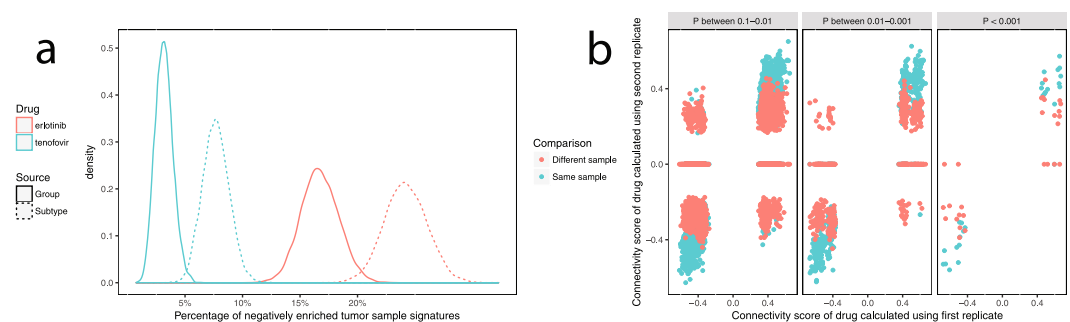 a
Drug
erlotinib
tenofovir
Source
Group
Subtype
density
0.5
0.4
0.3
0.2
0.1
0.0
5%
10%
15%
20%
Percentage of negatively enriched tumor sample signatures
b
Comparison
Different sample
Same sample
Connectivity score of drug calculated using second replicate
P between 0.1–0.01
P between 0.01–0.001
P < 0.001
0.4
0.0
−0.4
−0.4 0.0 0.4
−0.4 0.0 0.4
−0.4 0.0 0.4
Connectivity score of drug calculated using first replicate